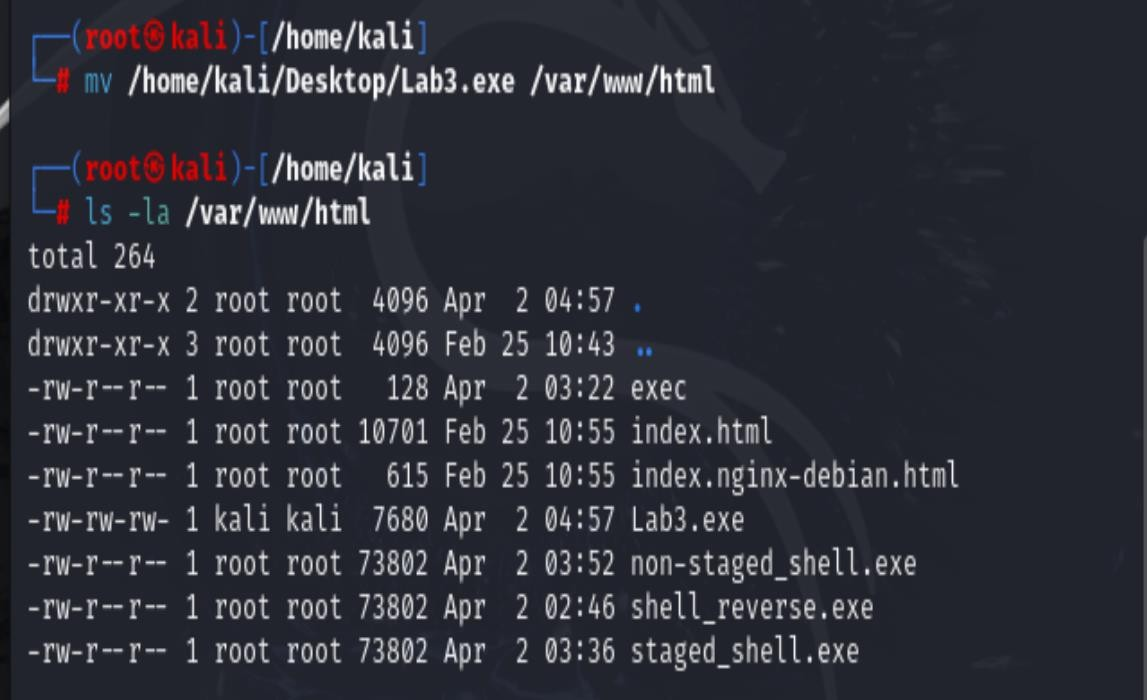 ┌──(root㉿kali)-[/home/kali]
└─# mv /home/kali/Desktop/Lab3.exe /var/www/html
┌──(root㉿kali)-[/home/kali]
└─# ls -la /var/www/html
total 264
drwxr-xr-x 2 root root  4096 Apr  2 04:57 .
drwxr-xr-x 3 root root  4096 Feb 25 10:43 ..
-rw-r--r-- 1 root root   128 Apr  2 03:22 exec
-rw-r--r-- 1 root root 10701 Feb 25 10:55 index.html
-rw-r--r-- 1 root root   615 Feb 25 10:55 index.nginx-debian.html
-rw-rw-rw- 1 kali kali  7680 Apr  2 04:57 Lab3.exe
-rw-r--r-- 1 root root 73802 Apr  2 03:52 non-staged_shell.exe
-rw-r--r-- 1 root root 73802 Apr  2 02:46 shell_reverse.exe
-rw-r--r-- 1 root root 73802 Apr  2 03:36 staged_shell.exe